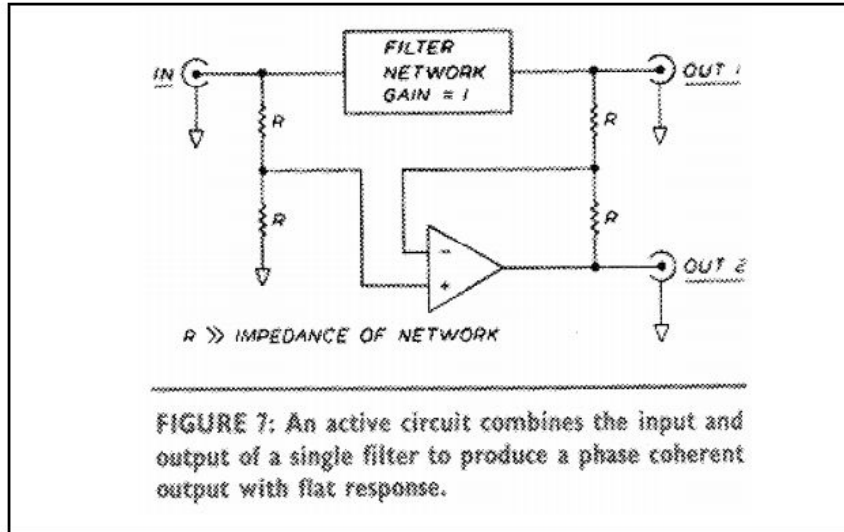 FILTER
NETWORK
GAIN = 1
IN
OUT 1
R
R
R
R
-
+
OUT 2
R >> IMPEDANCE OF NETWORK
FIGURE 7: An active circuit combines the input and
output of a single filter to produce a phase coherent
output with flat response.